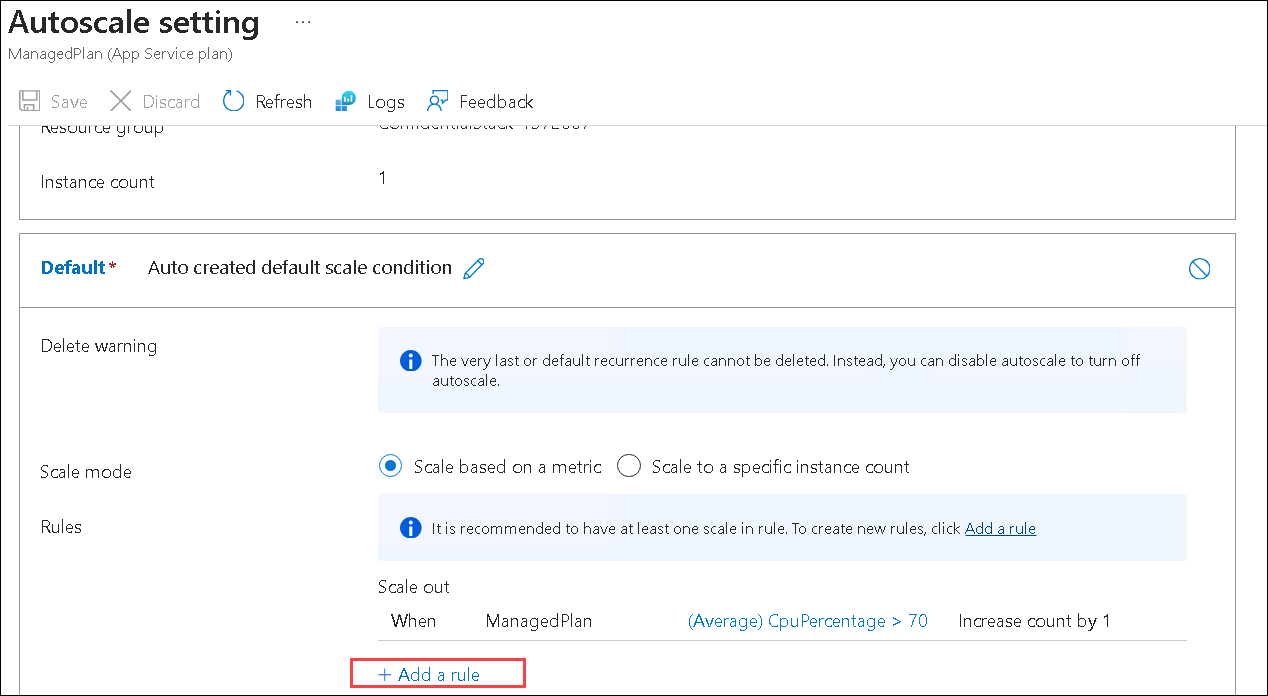 Autoscale setting ...
ManagedPlan (App Service plan)
Save Discard Refresh Logs Feedback
Resource group
Instance count 1
Default * Auto created default scale condition
Delete warning
The very last or default recurrence rule cannot be deleted. Instead, you can disable autoscale to turn off
autoscale.
Scale mode Scale based on a metric Scale to a specific instance count
Rules It is recommended to have at least one scale in rule. To create new rules, click Add a rule
Scale out
When ManagedPlan (Average) CpuPercentage > 70 Increase count by 1
+ Add a rule